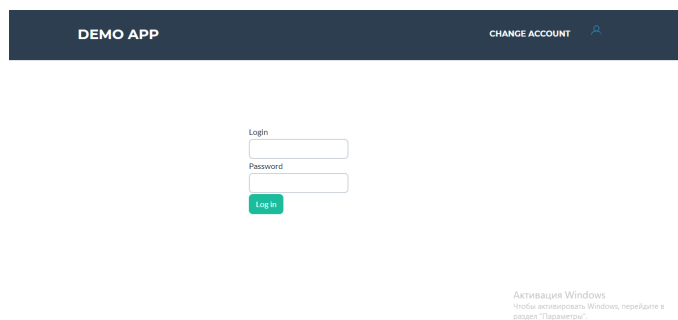 DEMO APP
CHANGE ACCOUNT
Login
Password
Log in
Активация Windows
Чтобы активировать Windows, перейдите в
раздел "Параметры".